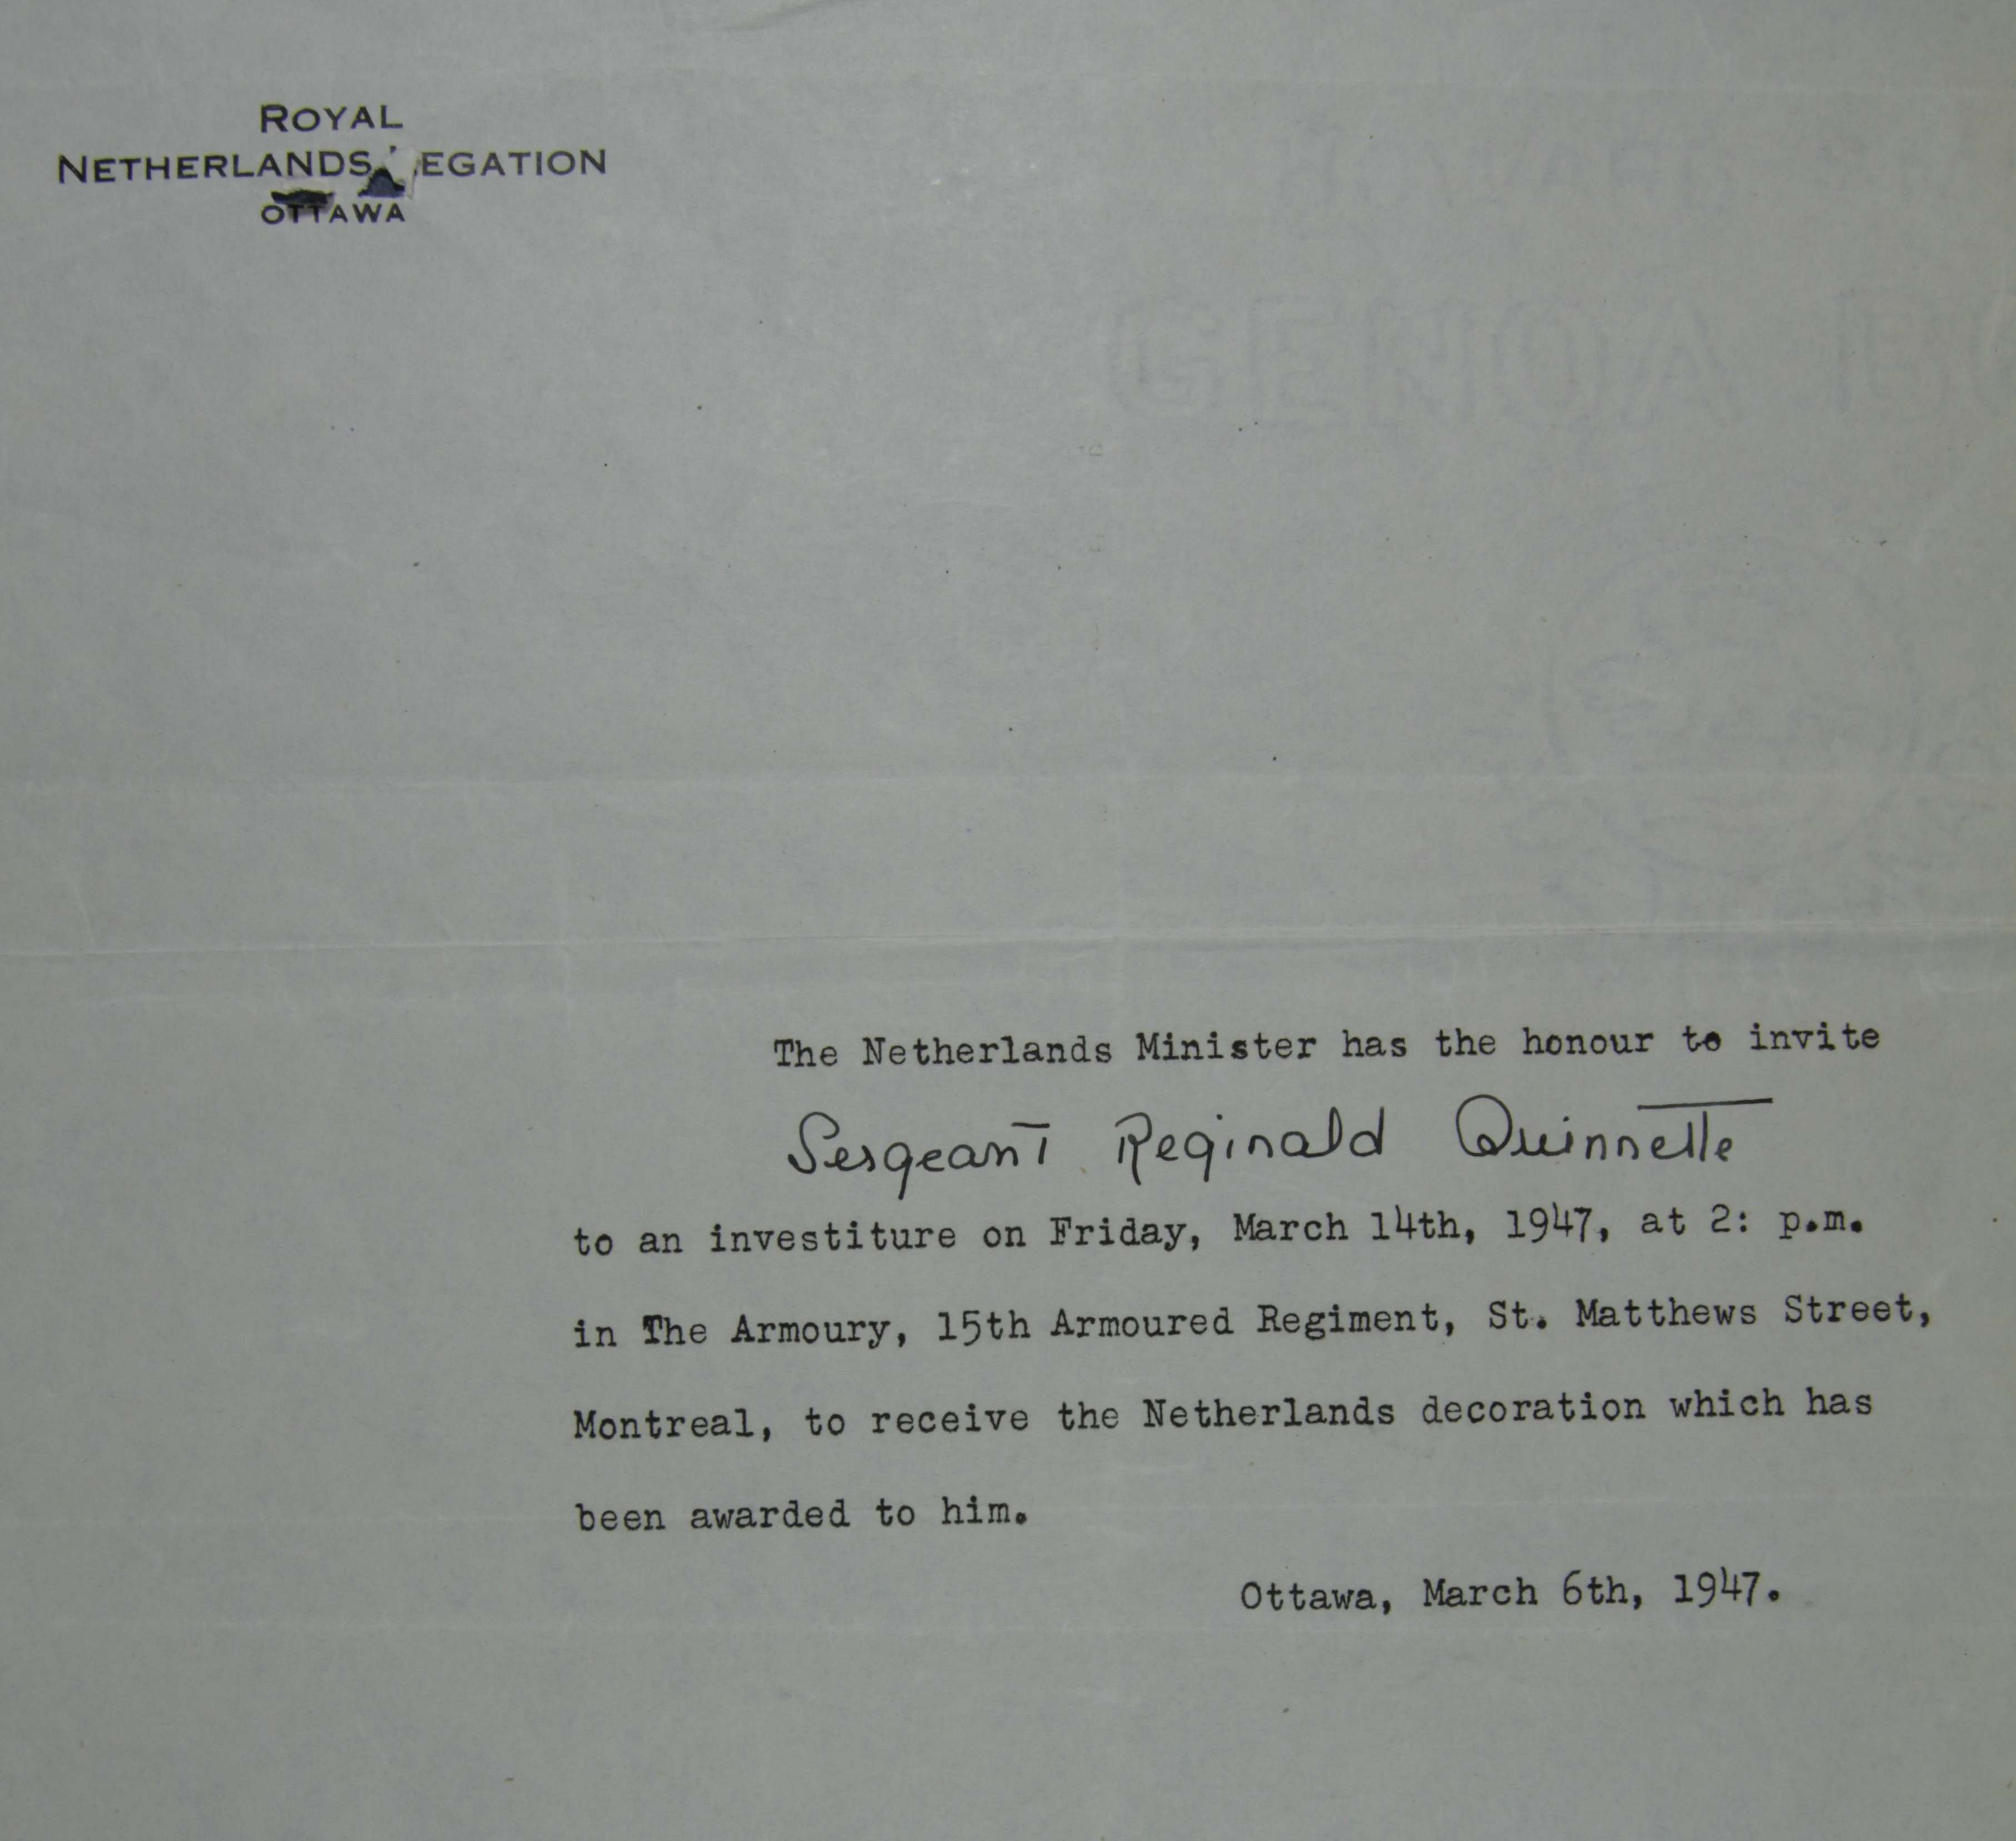 ROYAL
NETHERLANDS EGATION
OTTAWA
The Netherlands Minister has the honour to invite
Sergeant Reginald Quinnette
to an investiture on Friday, March 14th, 1947, at 2: p.m.
in The Armoury, 15th Armoured Regiment, St. Matthews Street,
Montreal, to receive the Netherlands decoration which has
been awarded to him.
Ottawa, March 6th, 1947.